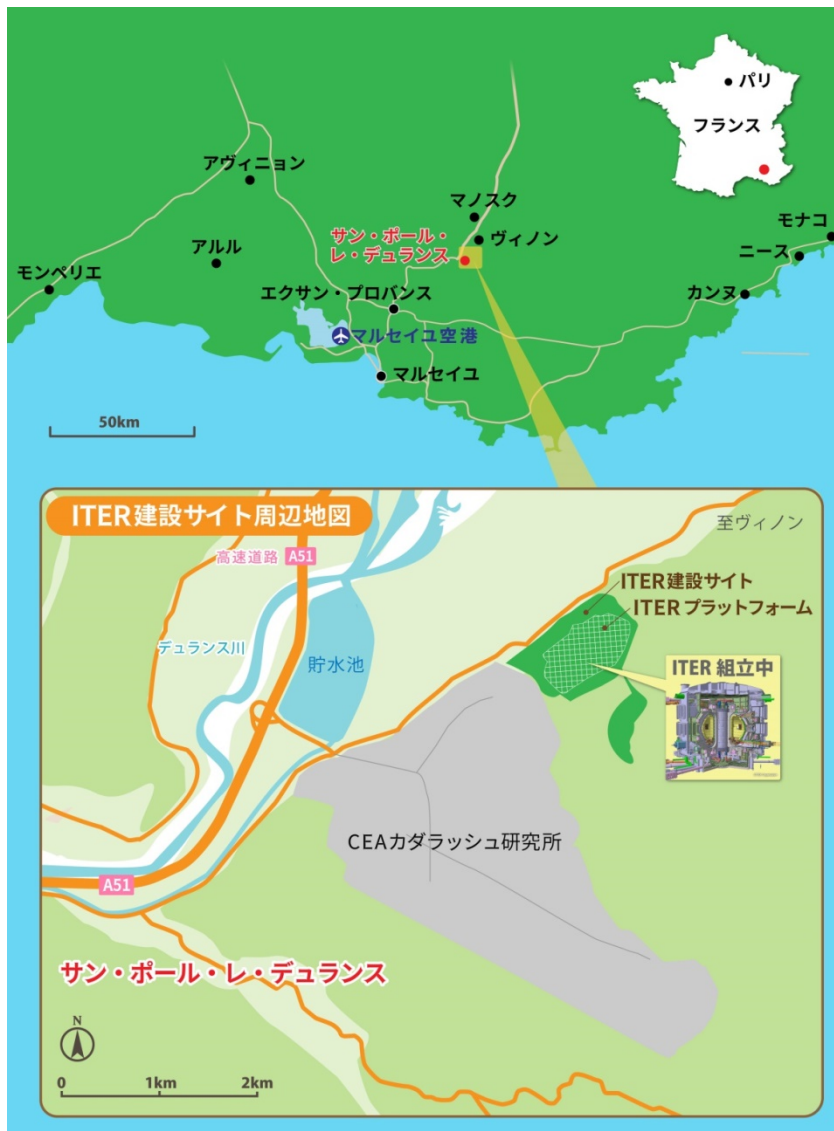 パリ
フランス
アヴィニョン
マノスク
サン・ポール・
レ・デュランス
ヴィノン
モナコ
ニース
アルル
モンペリエ
エクサン・プロバンス
カンヌ
マルセイユ空港
マルセイユ
50km
ITER建設サイト周辺地図
至ヴィノン
高速道路 A51
ITER建設サイト
ITERプラットフォーム
デュランス川
貯水池
ITER 組立中
CEAカダラッシュ研究所
A51
サン・ポール・レ・デュランス
N
0 1km 2km